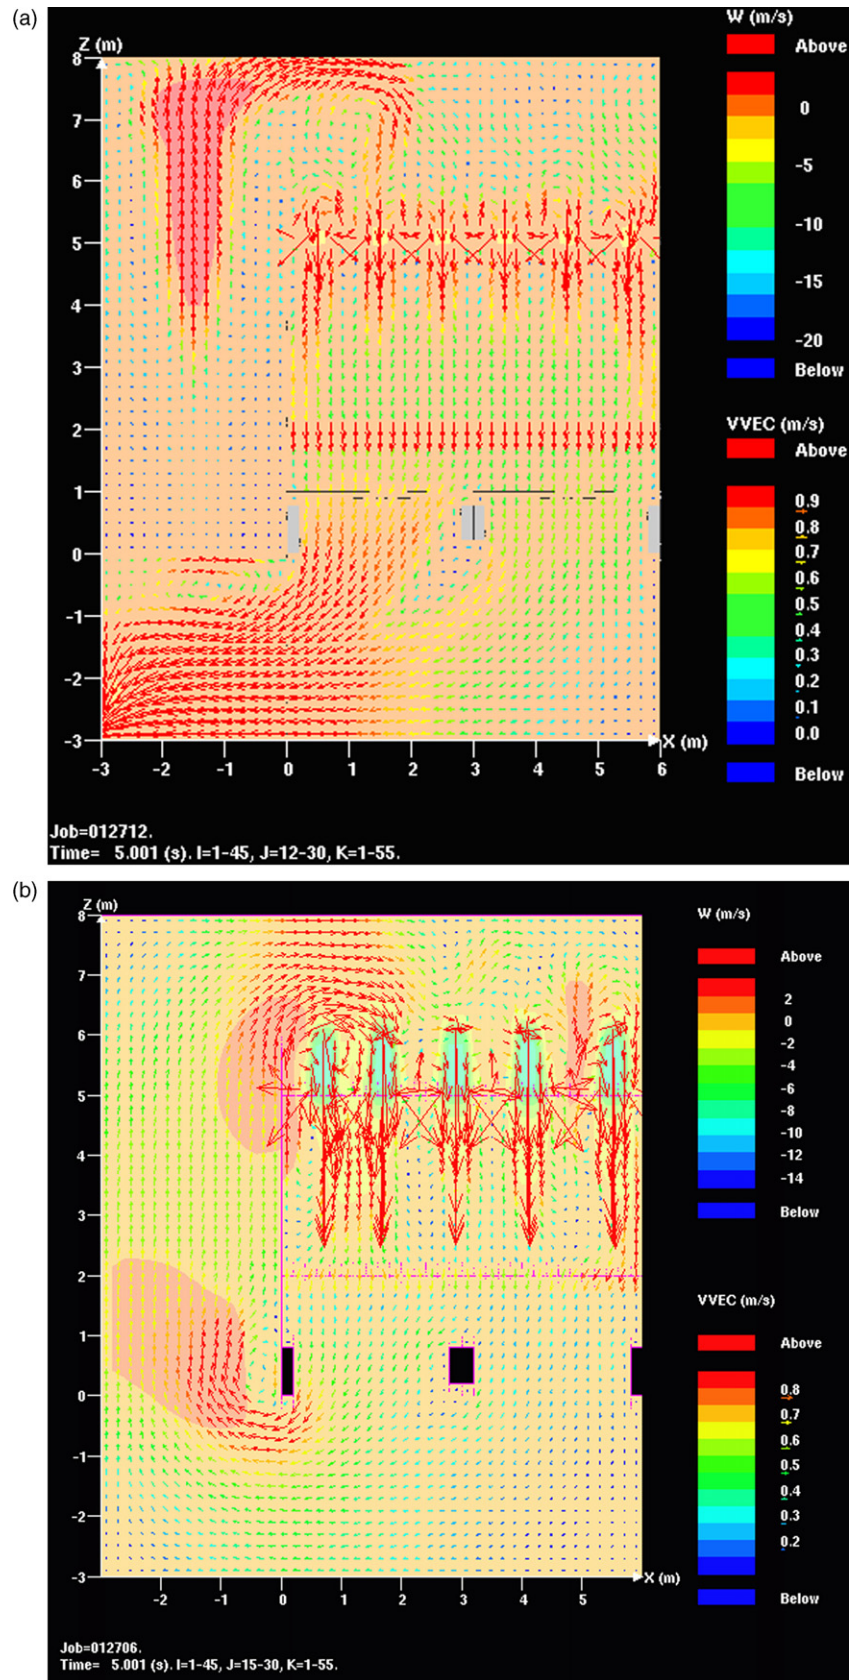 (a)
W (m/s)
Above
0
-5
-10
-15
-20
Below
VVEC (m/s)
Above
0.9
0.8
0.7
0.6
0.5
0.4
0.3
0.2
0.1
0.0
Below
Z (m)
8
7
6
5
4
3
2
1
0
-1
-2
-3
-3 -2 -1 0 1 2 3 4 5 6
X (m)
Job=012712.
Time= 5.001 (s). I=1-45, J=12-30, K=1-55.
(b)
Z (m)
8
7
6
5
4
3
2
1
0
-1
-2
-3
-2 -1 0 1 2 3 4 5
X (m)
W (m/s)
Above
2
0
-2
-4
-6
-8
-10
-12
-14
Below
VVEC (m/s)
Above
0.8
0.7
0.6
0.5
0.4
0.3
0.2
Below
Job=012706.
Time= 5.001 (s). I=1-45, J=15-30, K=1-55.